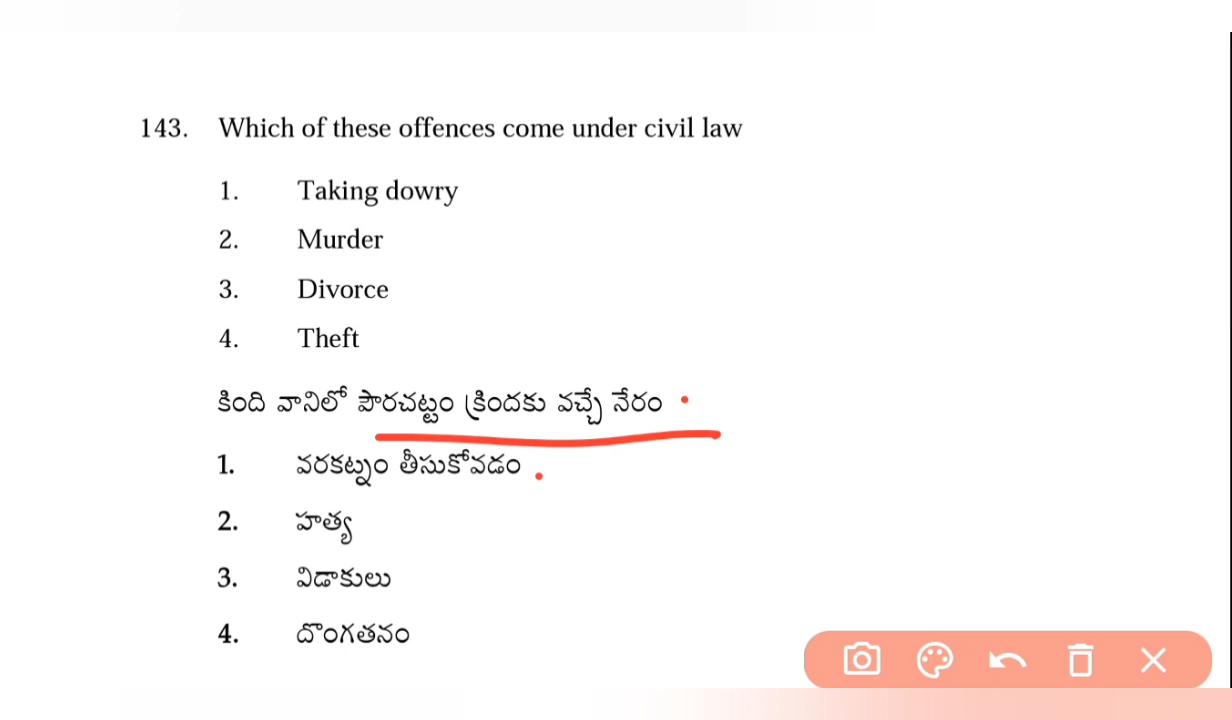 143. Which of these offences come under civil law
1. Taking dowry
2. Murder
3. Divorce
4. Theft
కింది వానిలో పౌరచట్టం క్రిందకు వచ్చే నేరం
1. వరకట్నం తీసుకోవడం
2. హత్య
3. విడాకులు
4. దొంగతనం